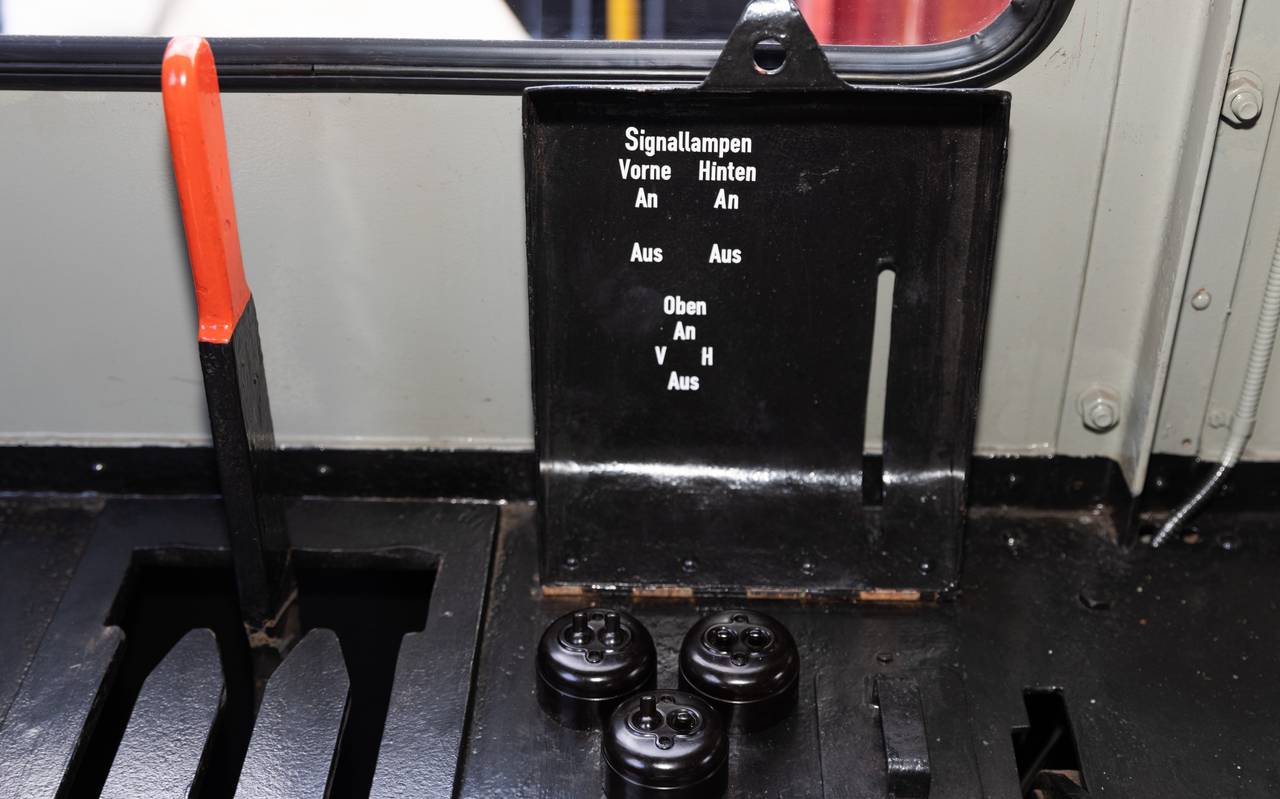 Signallampen
Vorne Hinten
An An
Aus Aus
Oben
An
V H
Aus